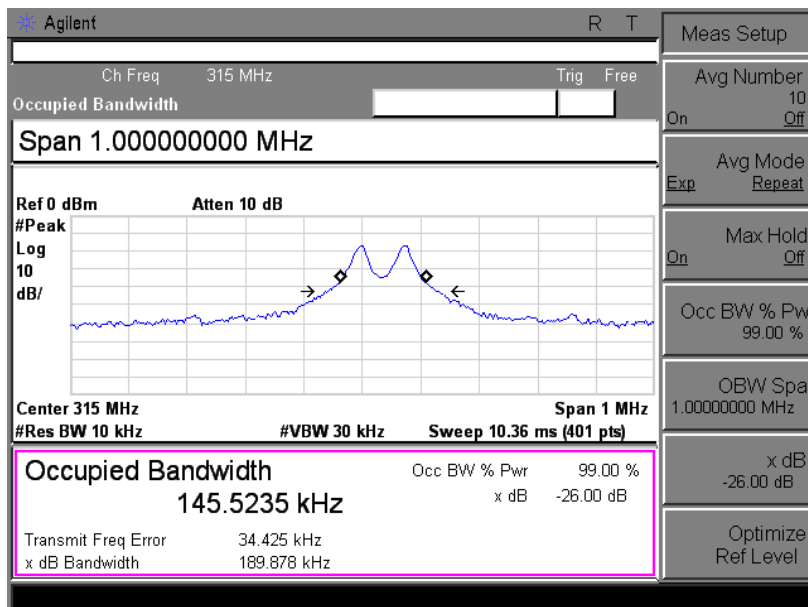 Agilent R T
Ch Freq 315 MHz Trig Free
Occupied Bandwidth
Span 1.000000000 MHz
Ref 0 dBm Atten 10 dB
#Peak
Log
10
dB/
Center 315 MHz Span 1 MHz
#Res BW 10 kHz #VBW 30 kHz Sweep 10.36 ms (401 pts)
Occupied Bandwidth
145.5235 kHz
Occ BW % Pwr 99.00 %
x dB -26.00 dB
Transmit Freq Error 34.425 kHz
x dB Bandwidth 189.878 kHz
Meas Setup
Avg Number
10
On Off
Avg Mode
Exp Repeat
Max Hold
On Off
Occ BW % Pw
99.00 %
OBW Spa
1.00000000 MHz
x dB
-26.00 dB
Optimize
Ref Level